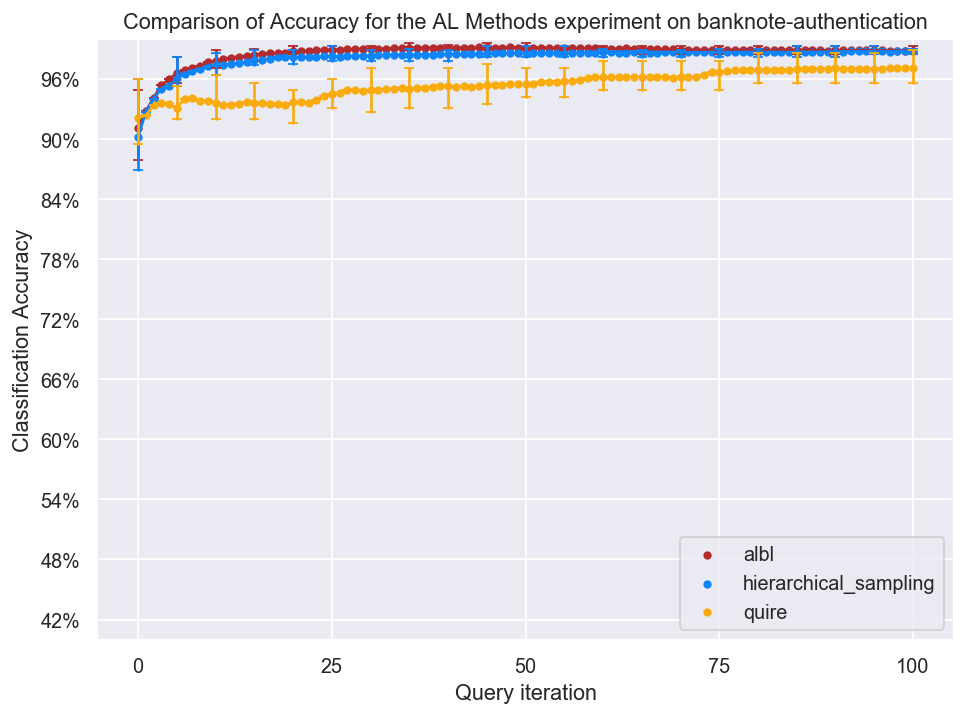 Comparison of Accuracy for the AL Methods experiment on banknote-authentication
96%
90%
84%
78%
72%
66%
60%
54%
48%
42%
Classification Accuracy
albl
hierarchical_sampling
quire
0 25 50 75 100
Query iteration